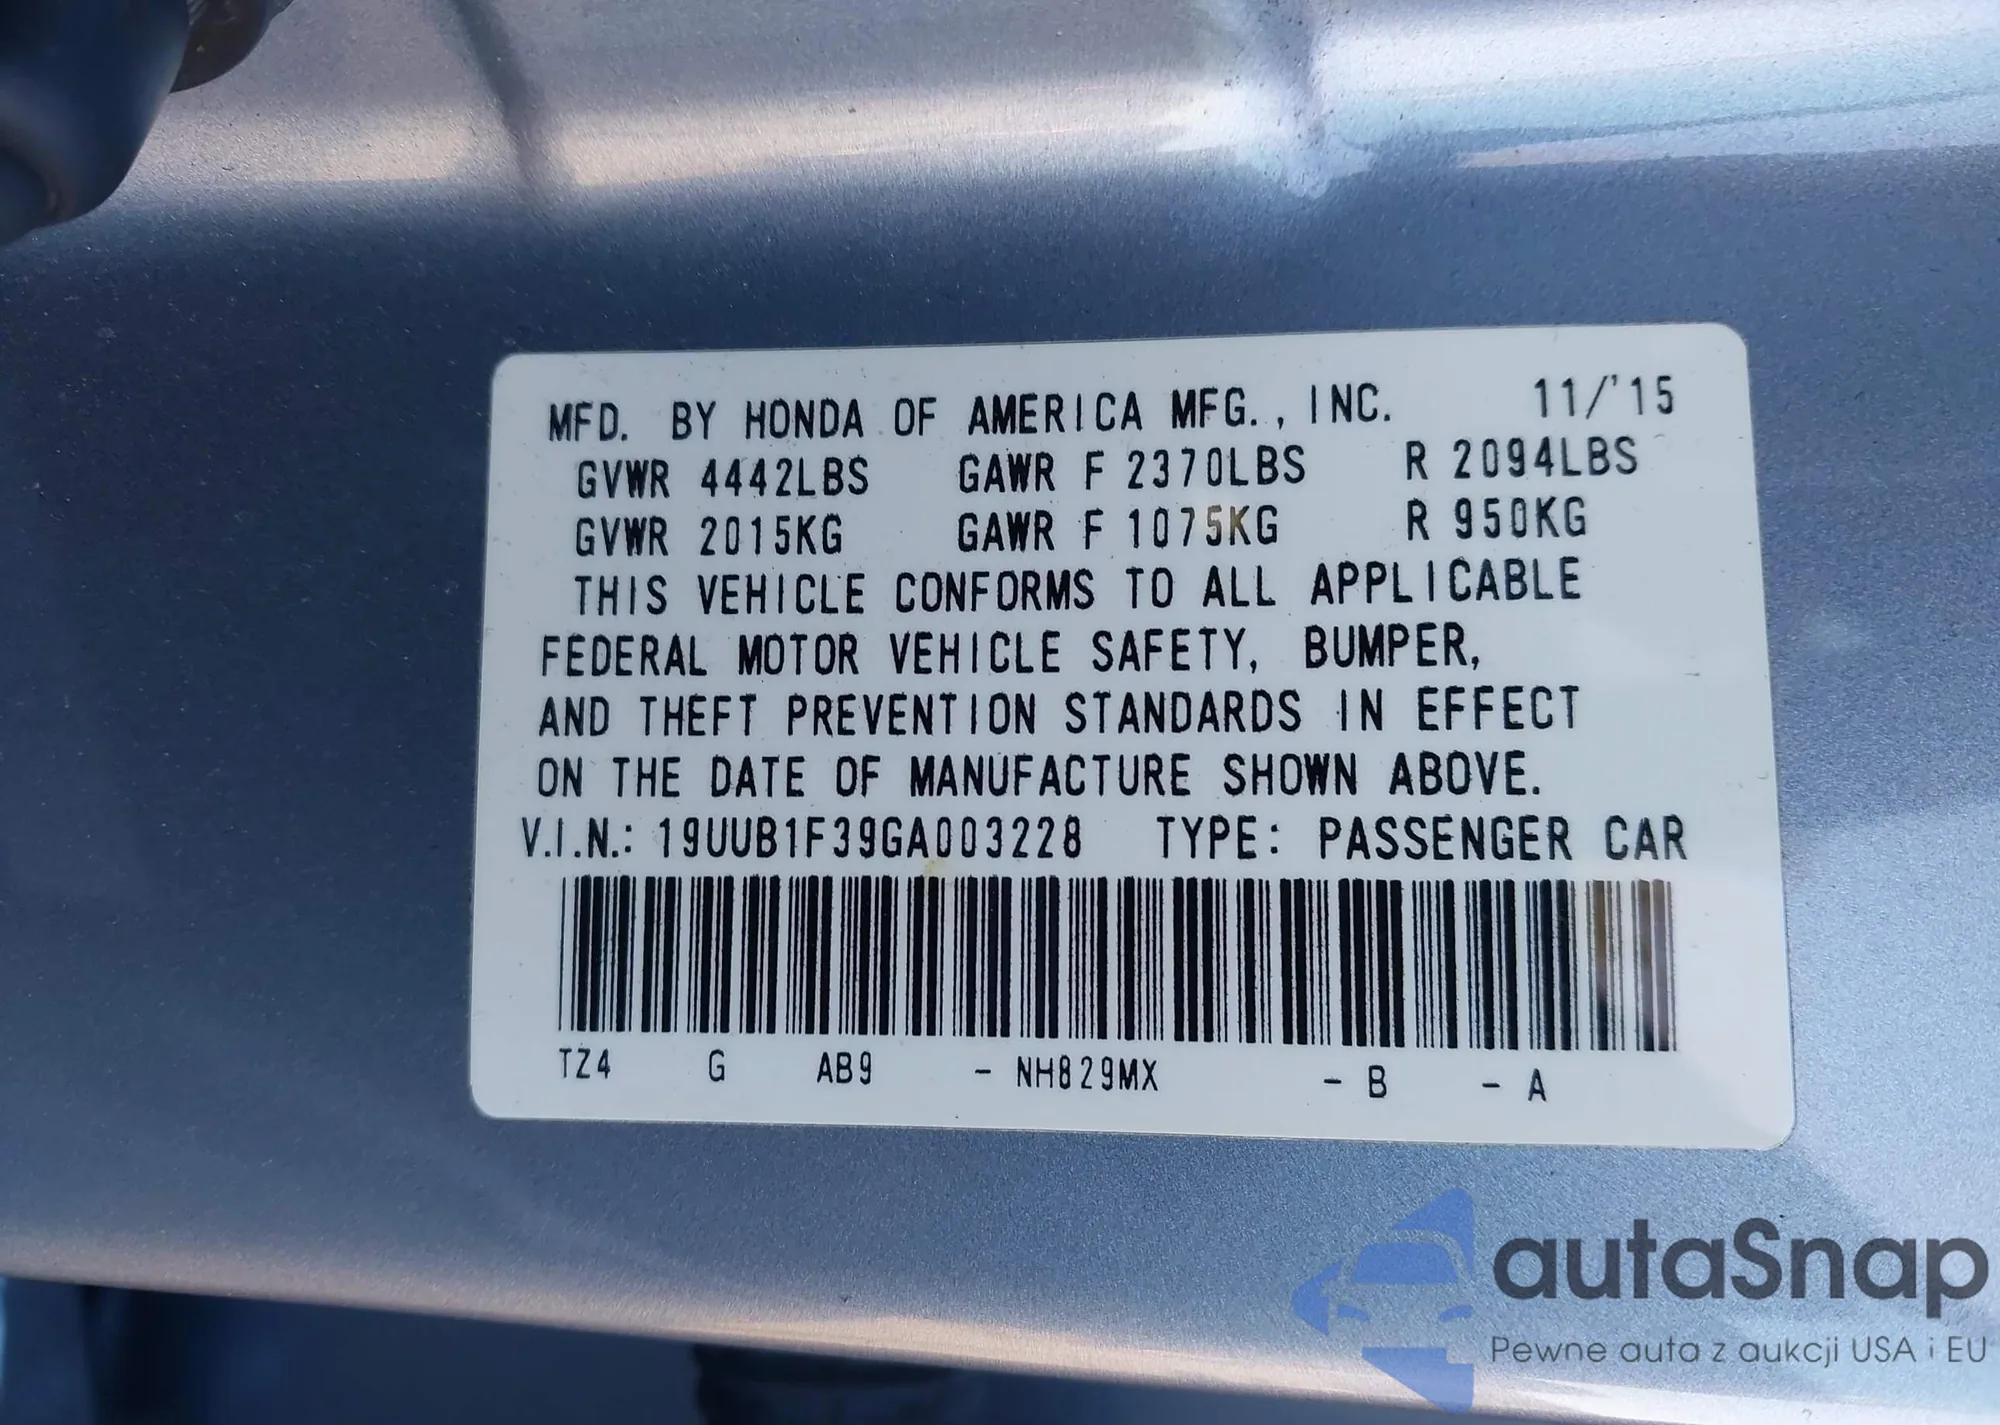 MFD. BY HONDA OF AMERICA MFG., INC. 11/'15
GVWR 4442LBS GAWR F 2370LBS R 2094LBS
GVWR 2015KG GAWR F 1075KG R 950KG
THIS VEHICLE CONFORMS TO ALL APPLICABLE
FEDERAL MOTOR VEHICLE SAFETY, BUMPER,
AND THEFT PREVENTION STANDARDS IN EFFECT
ON THE DATE OF MANUFACTURE SHOWN ABOVE.
V.I.N.: 19UUB1F39GA003228 TYPE: PASSENGER CAR
TZ4 G AB9 - NH829MX - B - A
autaSnap
Pewne auta z aukcji USA i EU